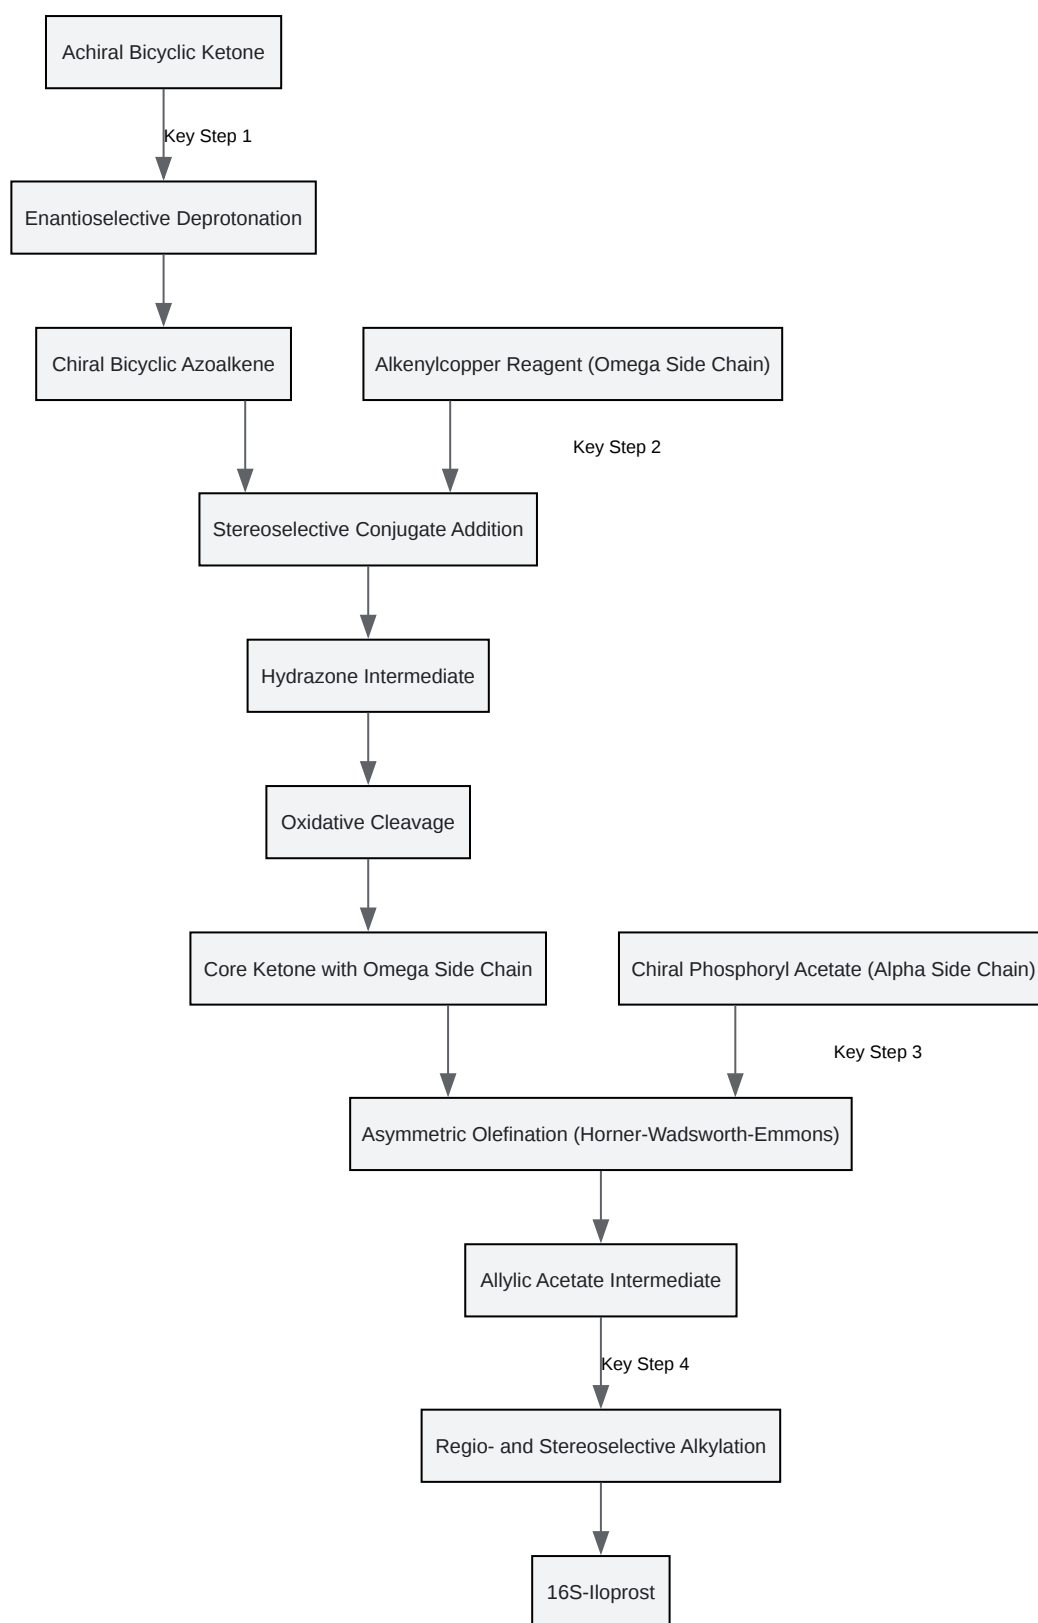 Achiral Bicyclic Ketone
Key Step 1
Enantioselective Deprotonation
Chiral Bicyclic Azoalkene
Alkenylcopper Reagent (Omega Side Chain)
Key Step 2
Stereoselective Conjugate Addition
Hydrazone Intermediate
Oxidative Cleavage
Core Ketone with Omega Side Chain
Chiral Phosphoryl Acetate (Alpha Side Chain)
Key Step 3
Asymmetric Olefination (Horner-Wadsworth-Emmons)
Allylic Acetate Intermediate
Key Step 4
Regio- and Stereoselective Alkylation
16S-Iloprost